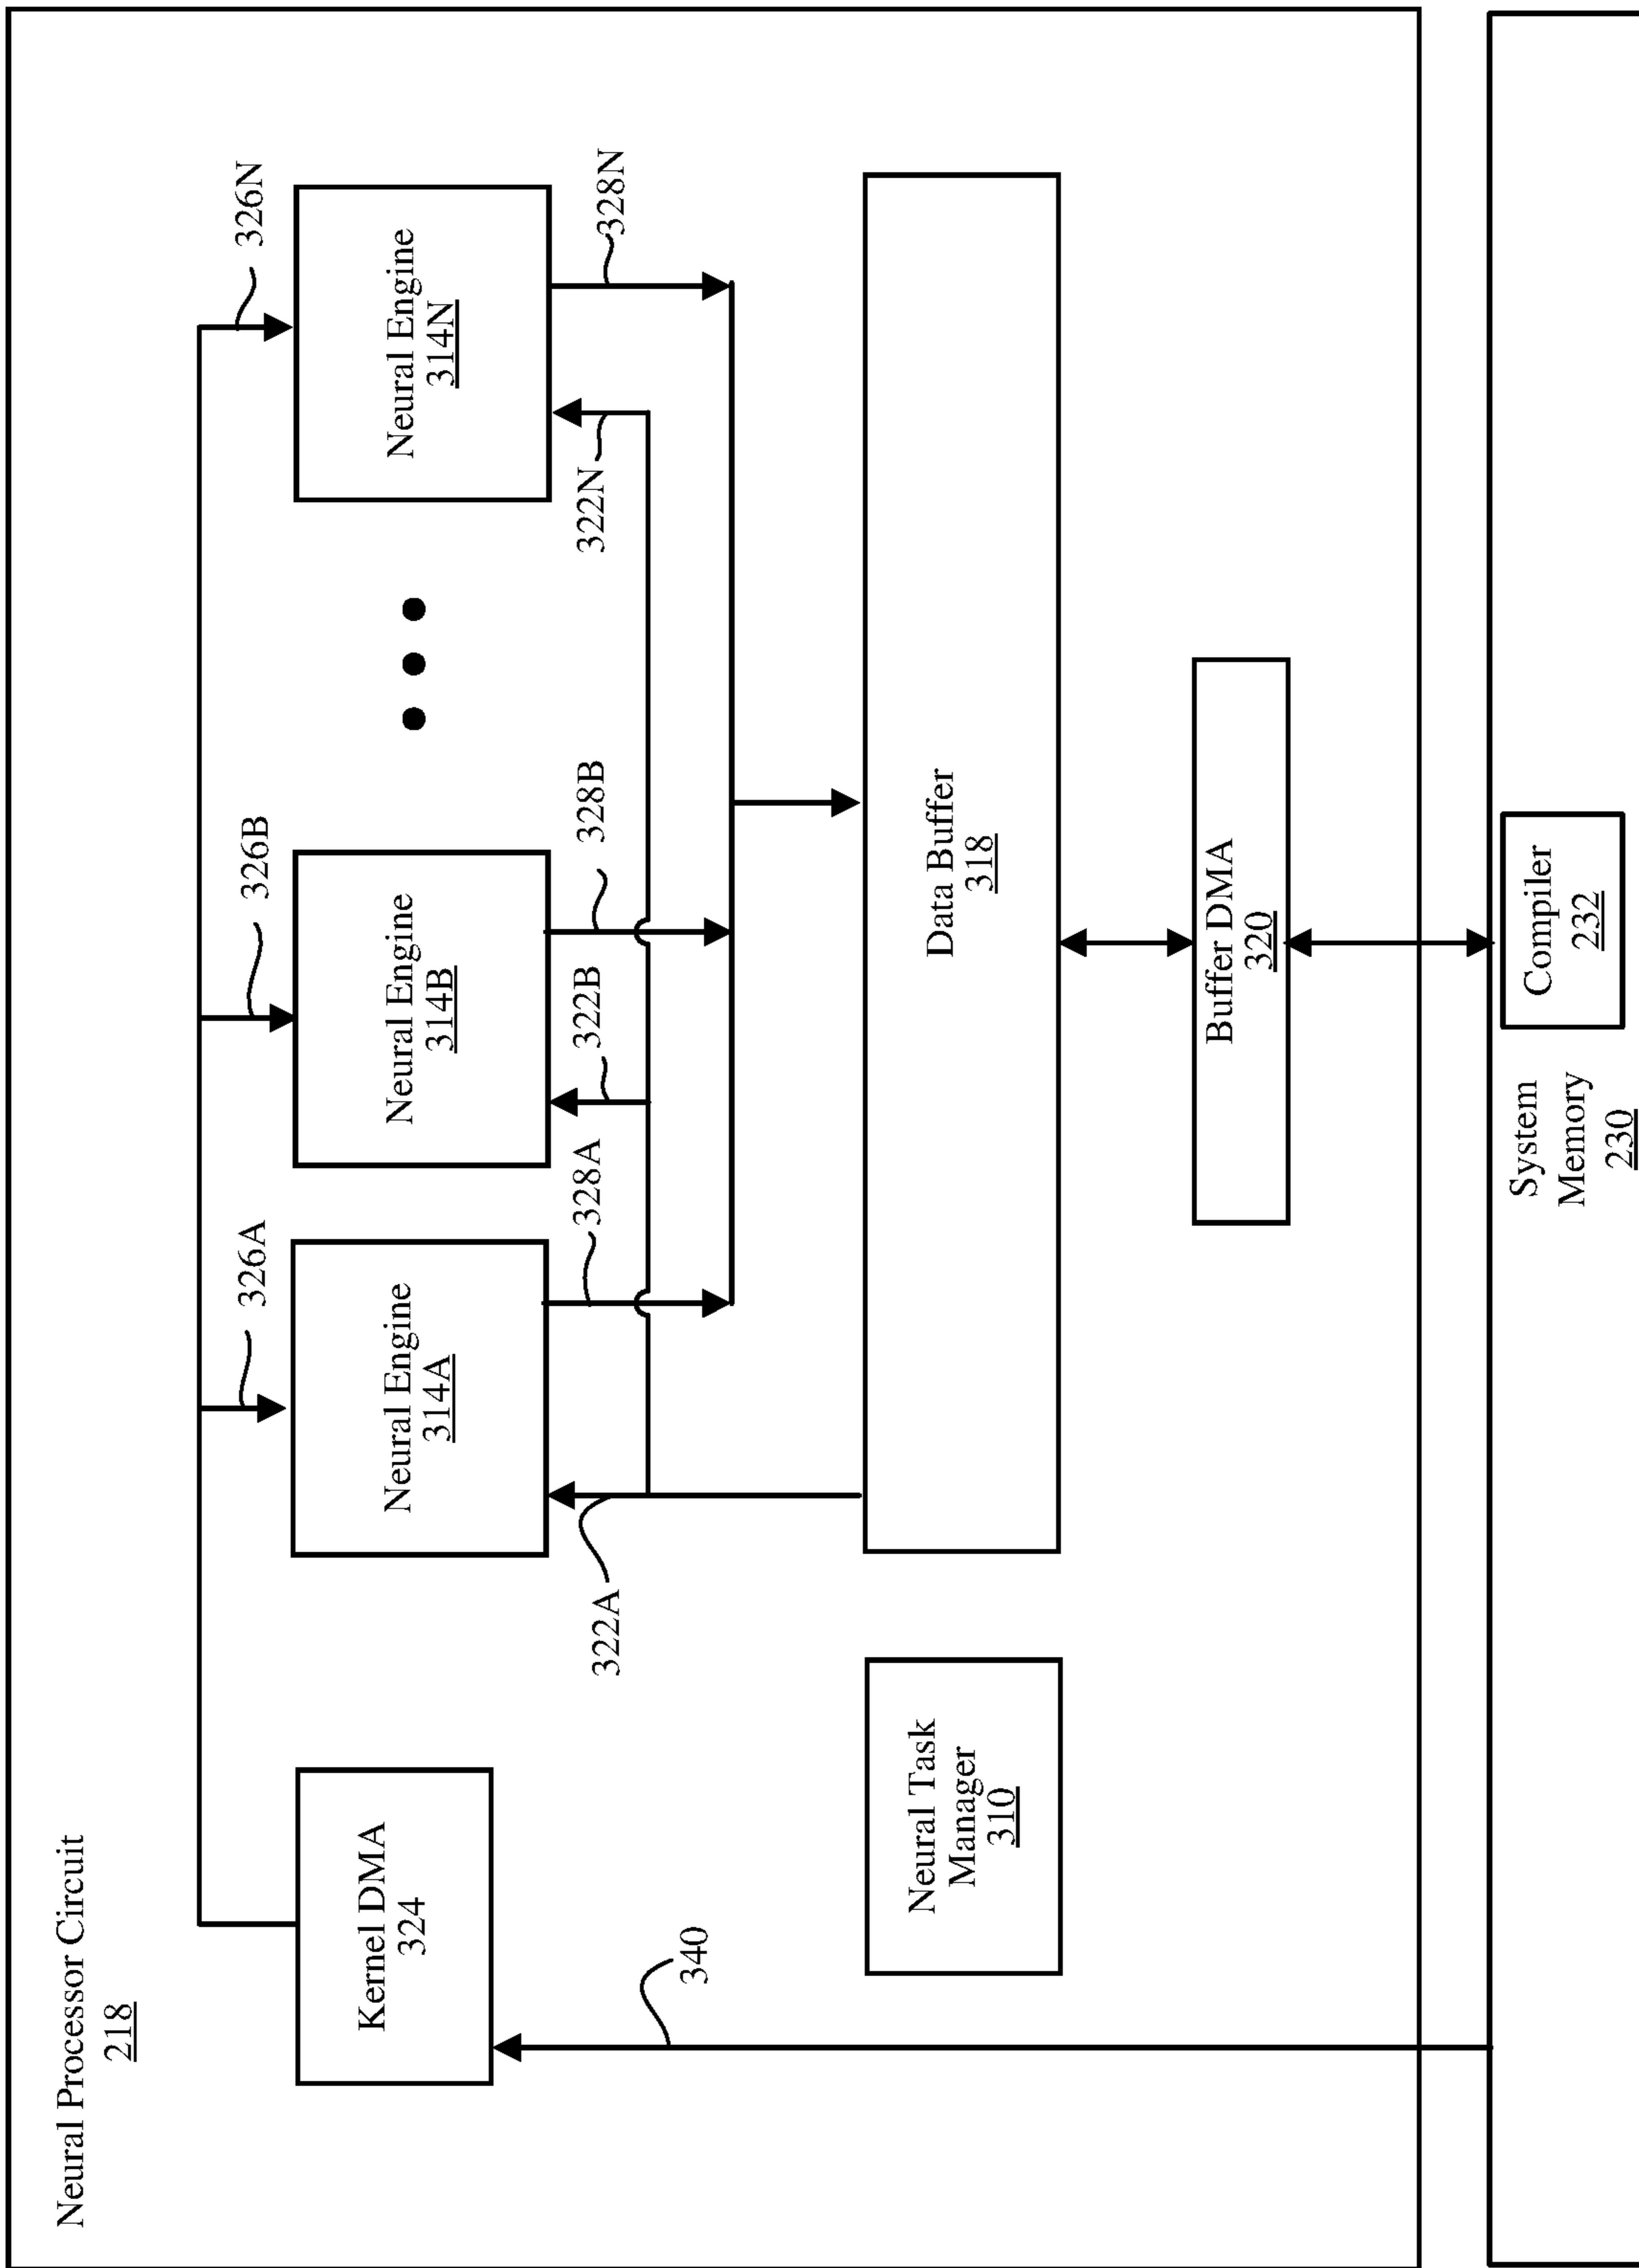 Neural Processor Circuit
218
326A
326B
326N
Kernel DMA
324
Neural Engine
314A
Neural Engine
314B
Neural Engine
314N
322A
328A
322B
328B
322N
328N
340
Neural Task
Manager
310
Data Buffer
318
Buffer DMA
320
System
Memory
230
Compiler
232